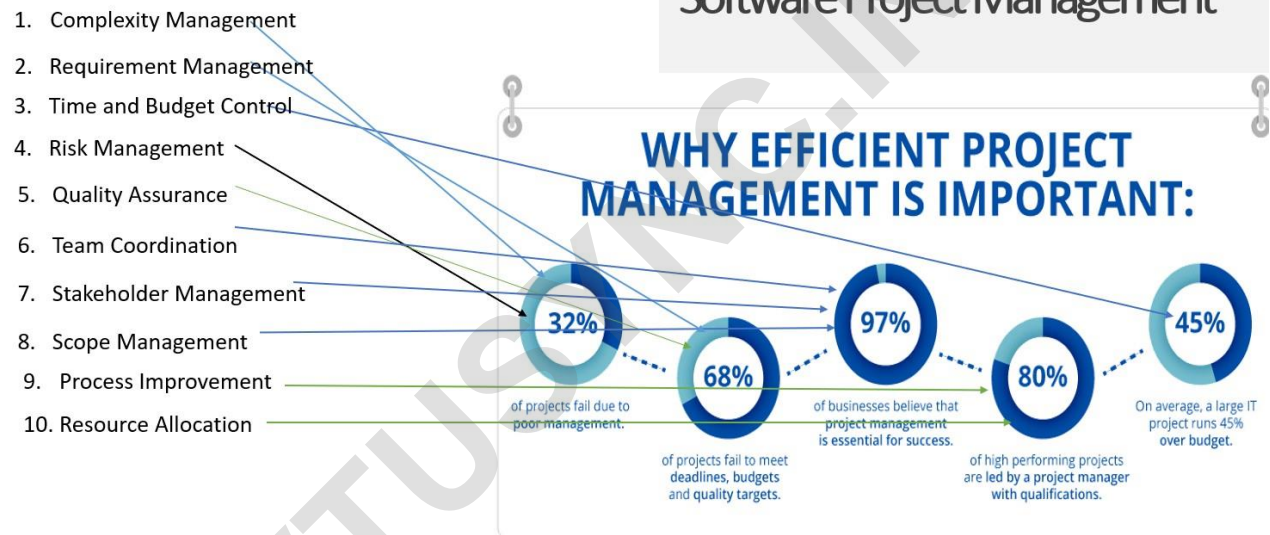 Software Project Management
1. Complexity Management
2. Requirement Management
3. Time and Budget Control
4. Risk Management
5. Quality Assurance
6. Team Coordination
7. Stakeholder Management
8. Scope Management
9. Process Improvement
10. Resource Allocation
WHY EFFICIENT PROJECT
MANAGEMENT IS IMPORTANT:
32%
of projects fail due to
poor management.
68%
of projects fail to meet
deadlines, budgets
and quality targets.
97%
of businesses believe that
project management
is essential for success.
80%
of high performing projects
are led by a project manager
with qualifications.
45%
On average, a large IT
project runs 45%
over budget.